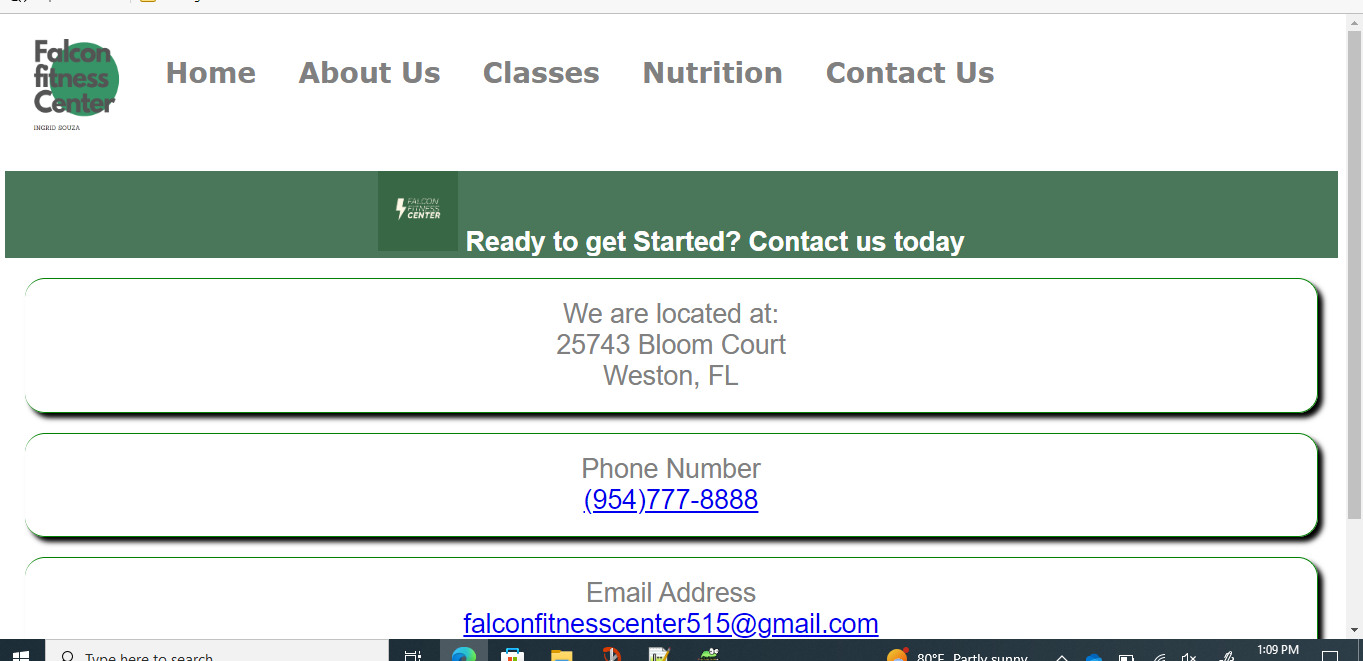 Falcon
fitness
Center
INGRID SOUZA
Home About Us Classes Nutrition Contact Us
FALCON
FITNESS
CENTER
Ready to get Started? Contact us today
We are located at:
25743 Bloom Court
Weston, FL
Phone Number
(954)777-8888
Email Address
falconfitnesscenter515@gmail.com
Type here to search
80°F Partly sunny
1:09 PM